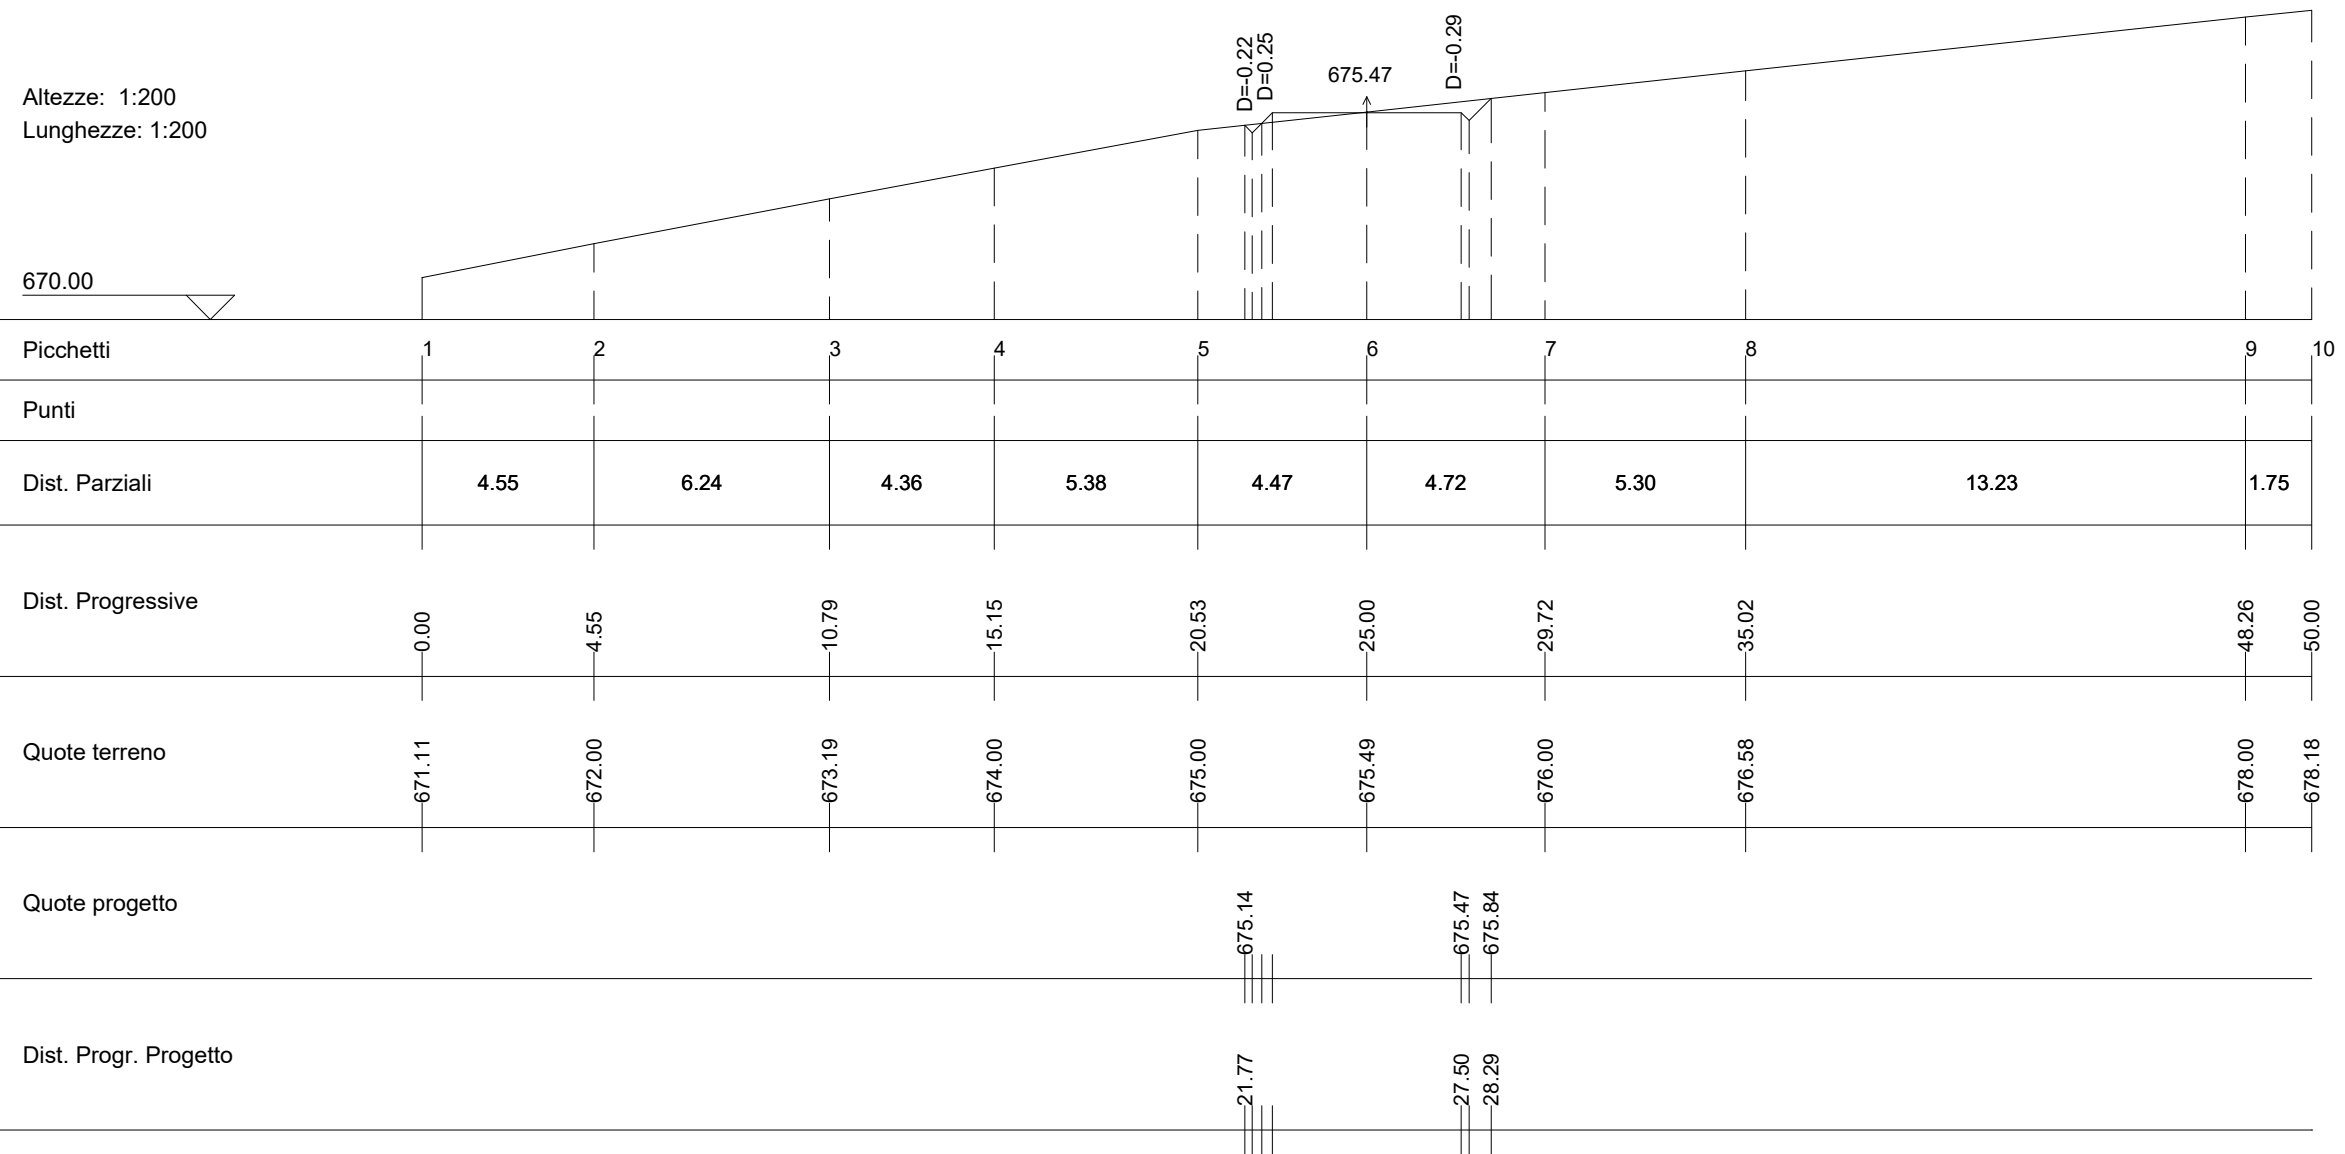 D=-0.22
D=0.25
D=-0.29
675.47
Altezze: 1:200
Lunghezze: 1:200
670.00
Picchetti 1 2 3 4 5 6 7 8 9 10
Punti
Dist. Parziali 4.55 6.24 4.36 5.38 4.47 4.72 5.30 13.23 1.75
Dist. Progressive 0.00 4.55 10.79 15.15 20.53 25.00 29.72 35.02 48.26 50.00
Quote terreno 671.11 672.00 673.19 674.00 675.00 675.49 676.00 676.58 678.00 678.18
Quote progetto 675.14 675.47 675.84
Dist. Progr. Progetto 21.77 27.50 28.29